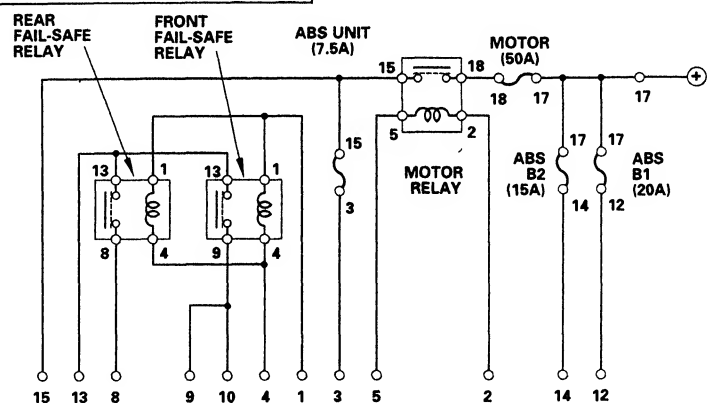 REAR
FAIL-SAFE
RELAY
FRONT
FAIL-SAFE
RELAY
ABS UNIT
(7.5A)
MOTOR
(50A)
15
18
18
17
17
+
5
2
MOTOR
RELAY
15
3
17
ABS
B2
(15A)
14
17
ABS
B1
(20A)
12
13
1
8
4
13
1
9
4
15
13
8
9
10
4
1
3
5
2
14
12